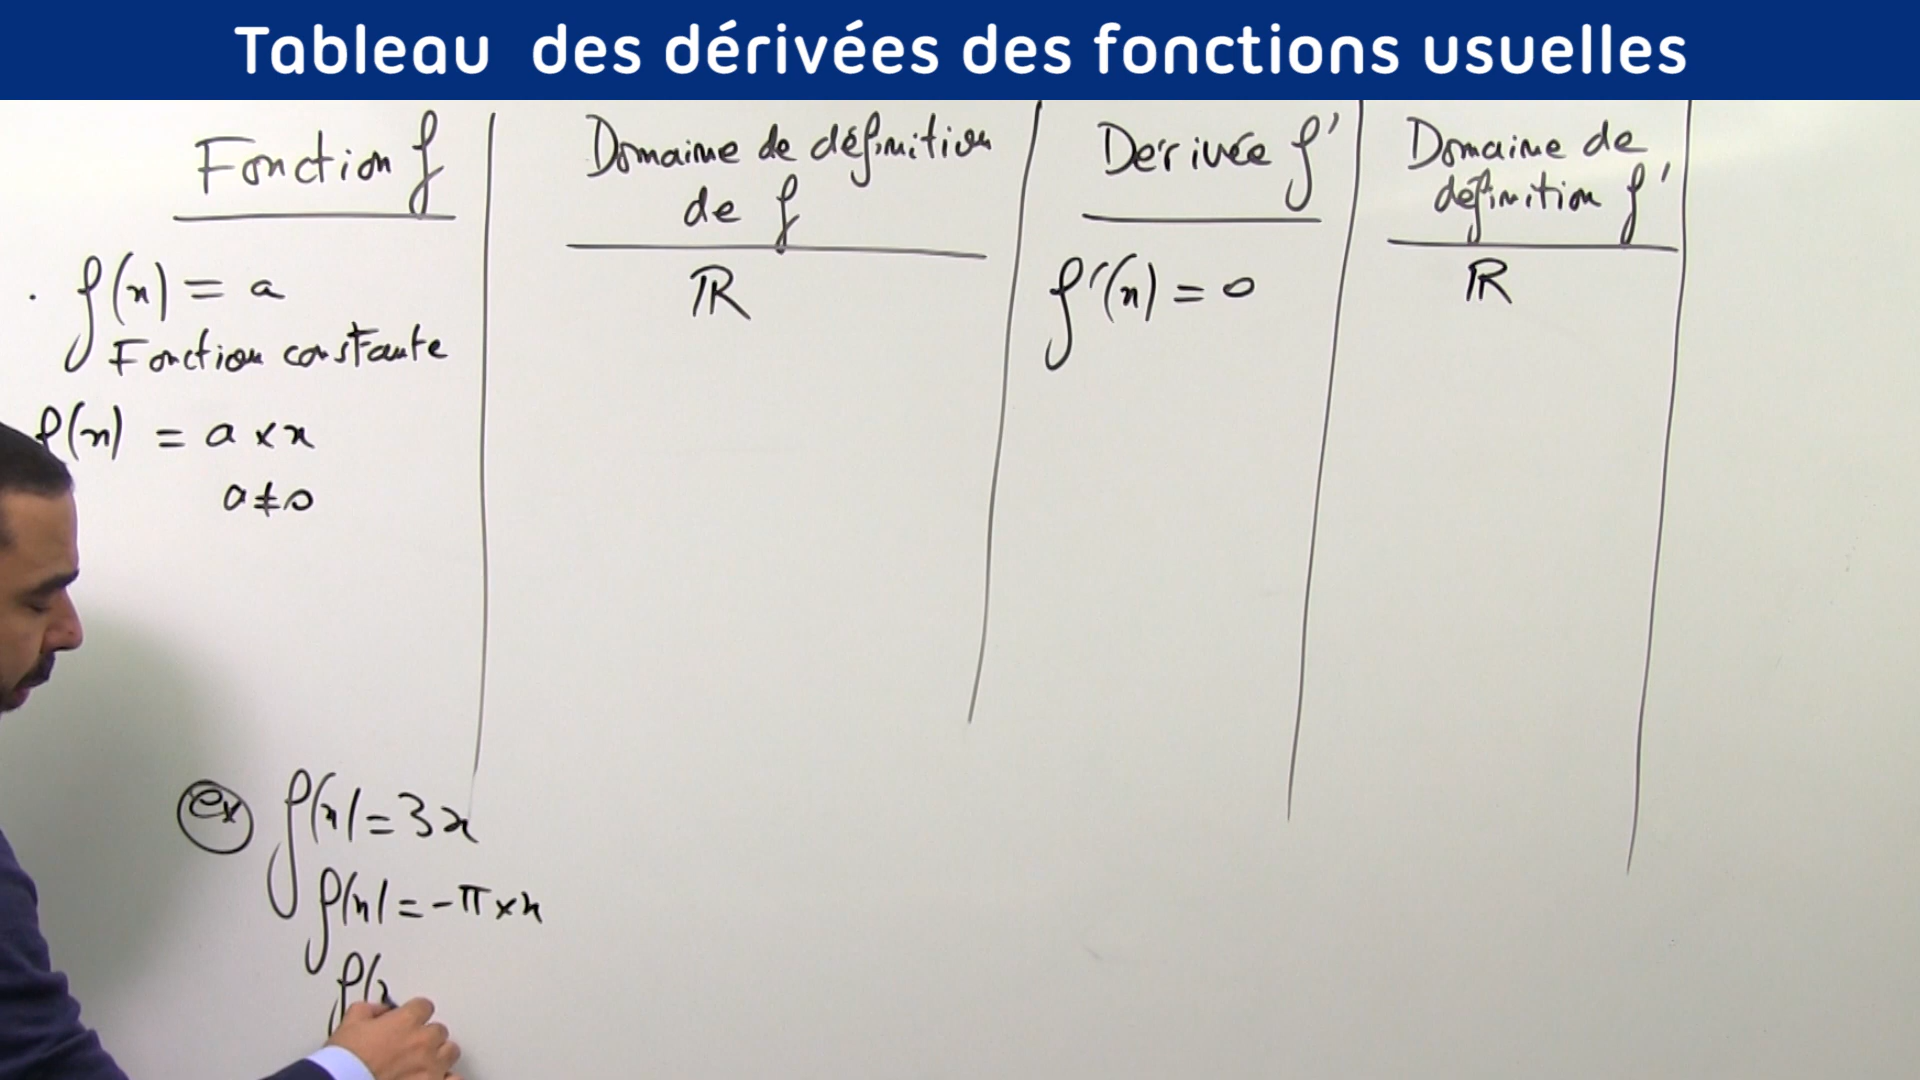 Tableau des dérivées des fonctions usuelles
Fonction f
Domaine de définition
de f
Dérivée f'
Domaine de
définition f'
. f(x) = a
ℝ
f'(x) = 0
ℝ
Fonction constante
f(x) = a × x
a ≠ 0
ex f(x) = 3x
f(x) = -π × x
f(x